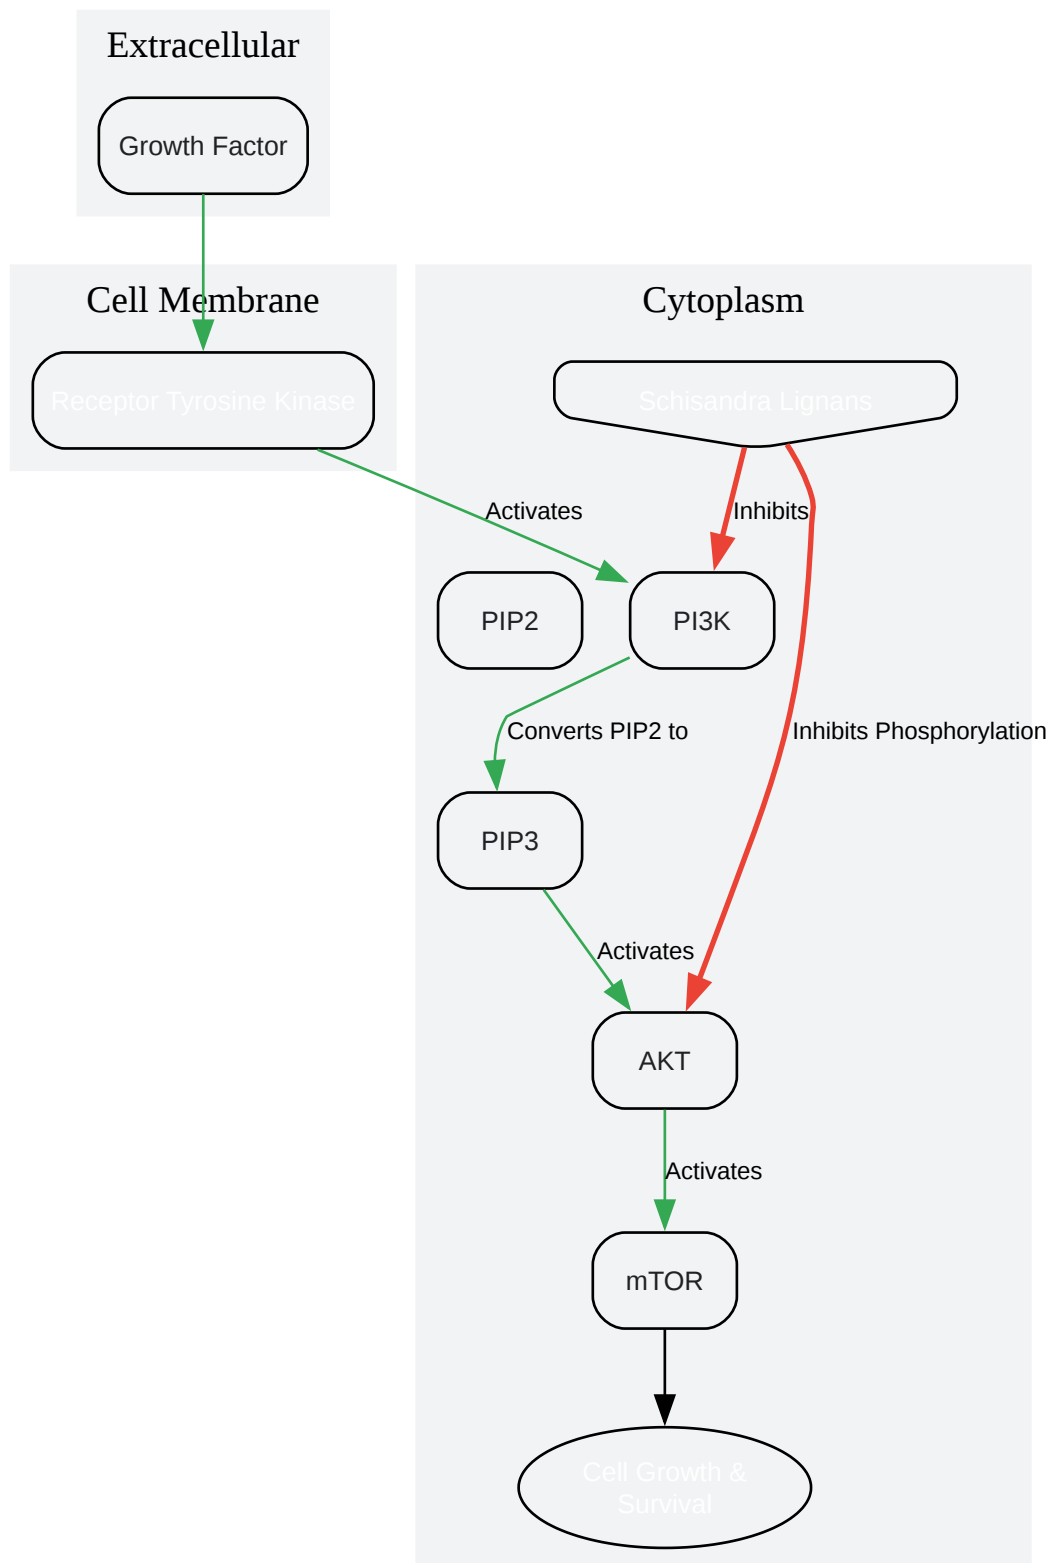 Extracellular
Growth Factor
Cell Membrane
Cytoplasm
Receptor Tyrosine Kinase
Schisandra Lignans
Activates
Inhibits
PIP2
PI3K
Converts PIP2 to
Inhibits Phosphorylation
PIP3
Activates
AKT
Activates
mTOR
Cell Growth &
Survival